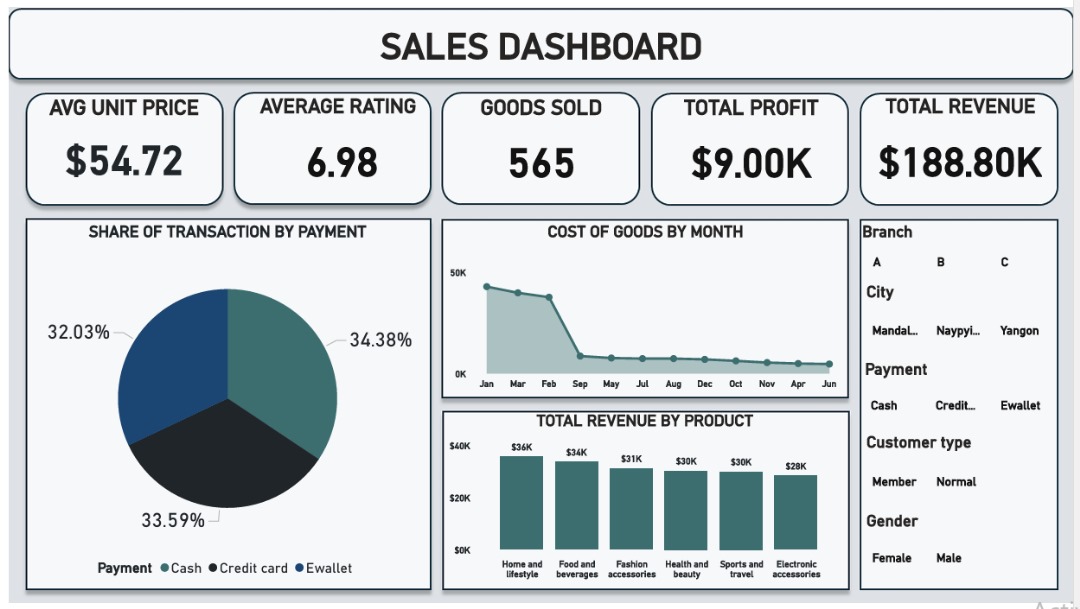 SALES DASHBOARD
AVG UNIT PRICE
$54.72
AVERAGE RATING
6.98
GOODS SOLD
565
TOTAL PROFIT
$9.00K
TOTAL REVENUE
$188.80K
SHARE OF TRANSACTION BY PAYMENT
32.03%
34.38%
33.59%
Payment Cash Credit card Ewallet
COST OF GOODS BY MONTH
50K
0K
Jan Mar Feb Sep May Jul Aug Dec Oct Nov Apr Jun
TOTAL REVENUE BY PRODUCT
$40K
$20K
$0K
$36K $34K $31K $30K $30K $28K
Home and Food and Fashion Health and Sports and Electronic
lifestyle beverages accessories beauty travel accessories
Branch
A B C
City
Mandal... Naypyi... Yangon
Payment
Cash Credit... Ewallet
Customer type
Member Normal
Gender
Female Male